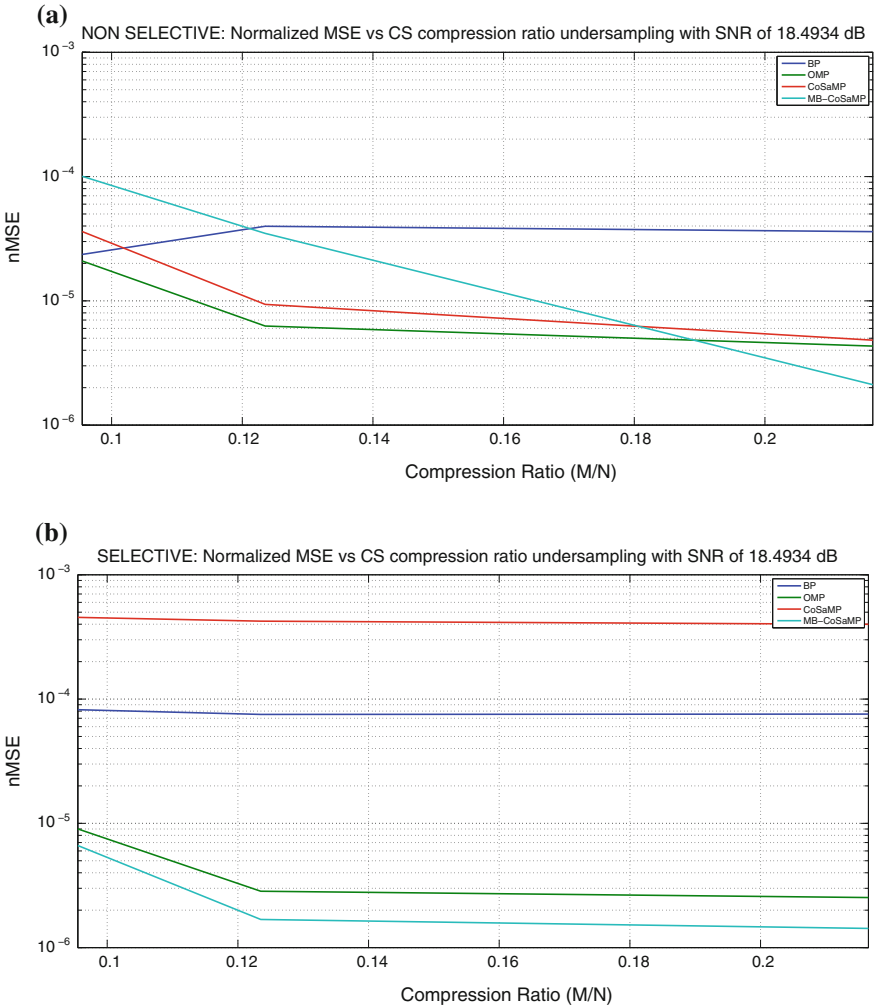 (a)
NON SELECTIVE: Normalized MSE vs CS compression ratio undersampling with SNR of 18.4934 dB
10⁻³
BP
OMP
CoSaMP
MB−CoSaMP
10⁻⁴
nMSE
10⁻⁵
10⁻⁶
0.1 0.12 0.14 0.16 0.18 0.2
Compression Ratio (M/N)
(b)
SELECTIVE: Normalized MSE vs CS compression ratio undersampling with SNR of 18.4934 dB
10⁻³
BP
OMP
CoSaMP
MB−CoSaMP
10⁻⁴
nMSE
10⁻⁵
10⁻⁶
0.1 0.12 0.14 0.16 0.18 0.2
Compression Ratio (M/N)